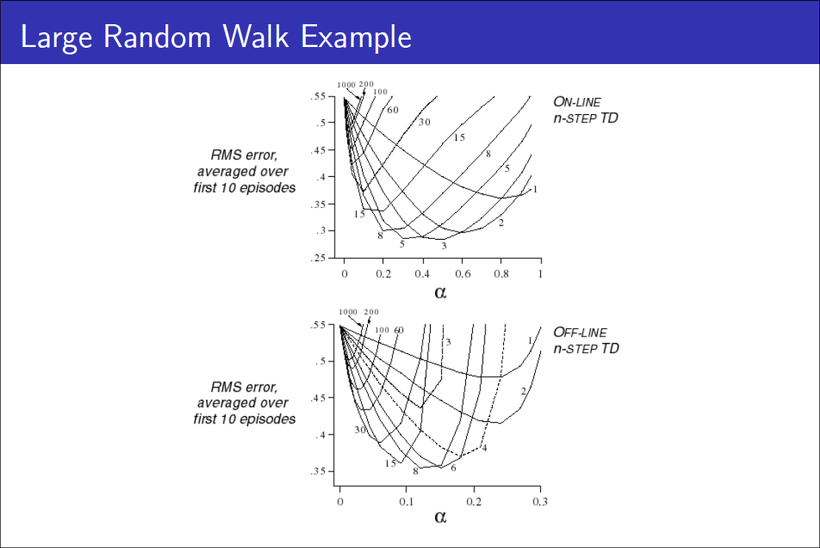 Large Random Walk Example
1000 200
100
60
30
15
8
5
1
2
15
8
5
3
.55
.5
.45
.4
.35
.3
.25
0 0.2 0.4 0.6 0.8 1
α
RMS error,
averaged over
first 10 episodes
ON-LINE
n-STEP TD
1000 200
100 60
3
1
2
4
30
15
8
6
.55
.5
.45
.4
.35
0 0.1 0.2 0.3
α
RMS error,
averaged over
first 10 episodes
OFF-LINE
n-STEP TD